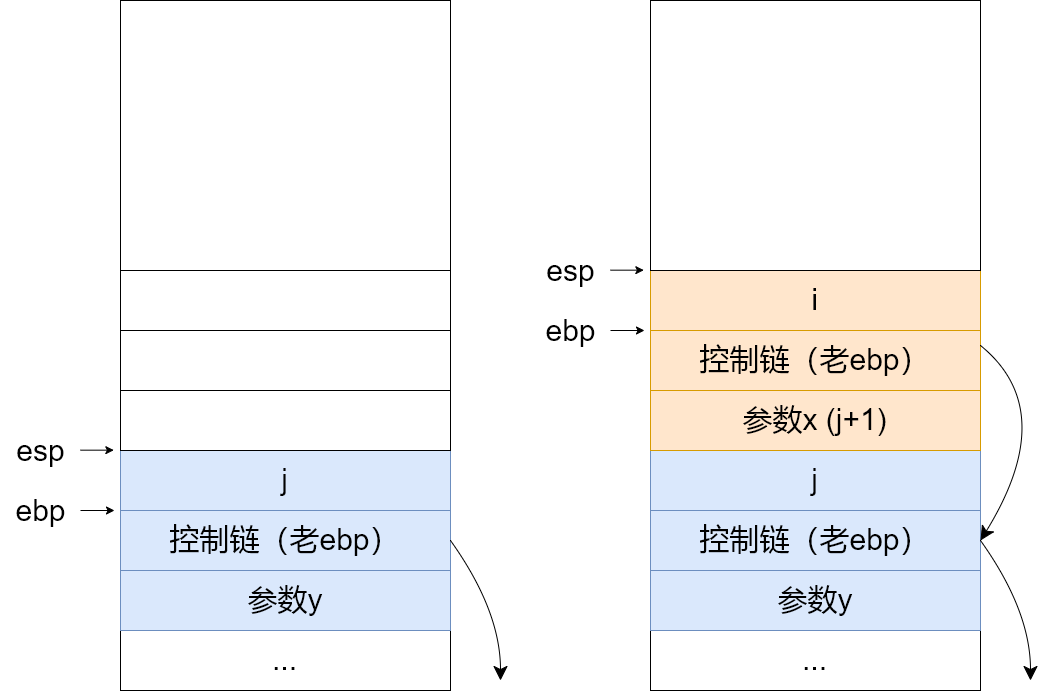 esp
j
ebp
控制链（老ebp）
参数y
...
esp
i
ebp
控制链（老ebp）
参数x (j+1)
j
控制链（老ebp）
参数y
...